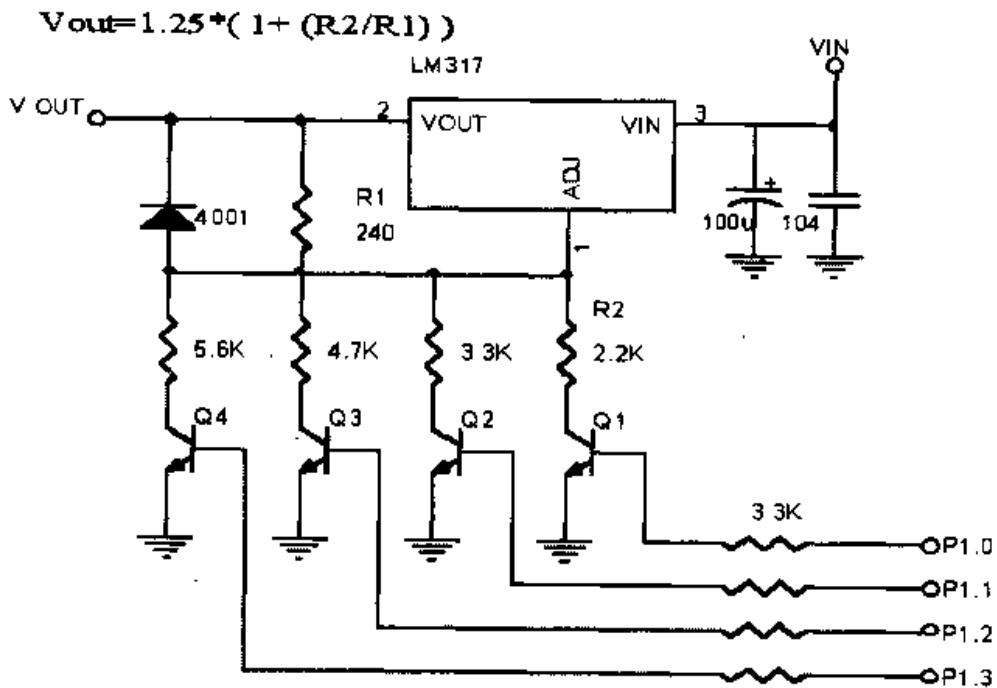 Vout=1.25*( 1+ (R2/R1) )
LM317
VIN
V OUT
2
VOUT
VIN
3
ADJ
1
4001
R1
240
100u
+
104
R2
5.6K
4.7K
3.3K
2.2K
Q4
Q3
Q2
Q1
3.3K
P1.0
P1.1
P1.2
P1.3